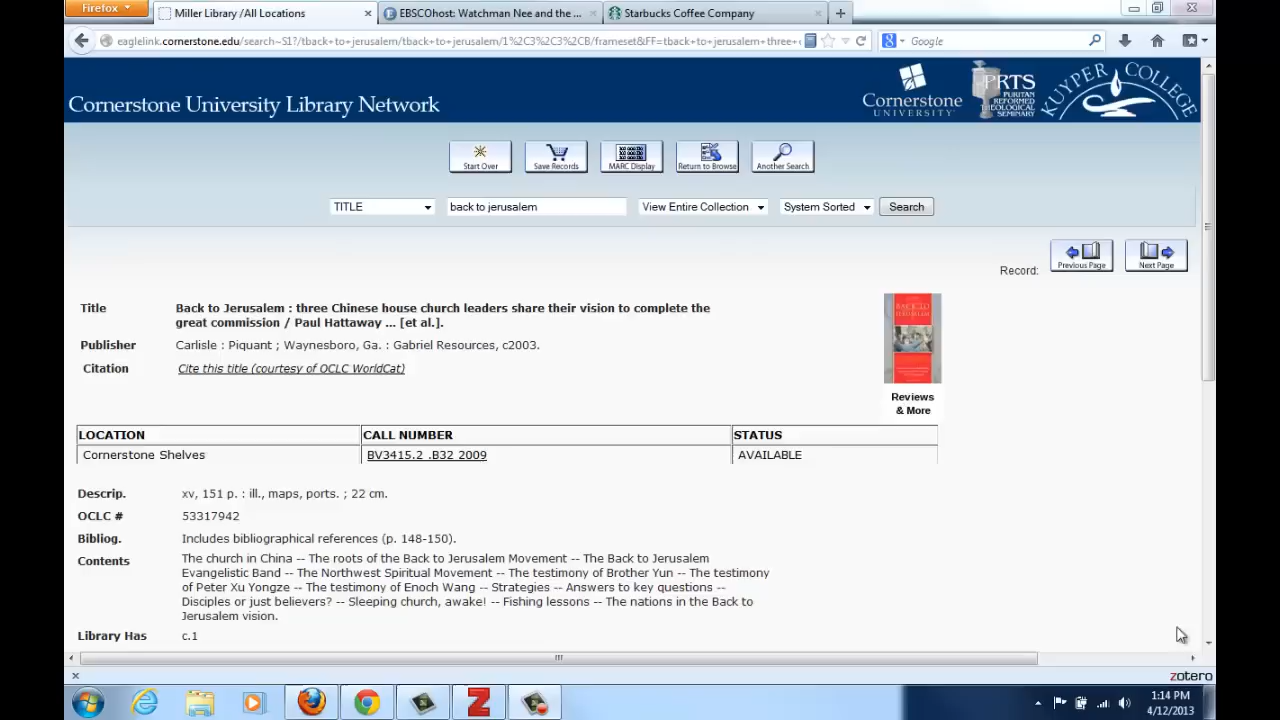 Firefox
Miller Library /All Locations
EBSCOhost: Watchman Nee and the ...
Starbucks Coffee Company
eaglelink.cornerstone.edu/search~S1?/tback+to+jerusalem/tback+to+jerusalem/1%2C3%2C3%2CB/frameset&FF=tback+to+jerusalem+three+c
Google
Cornerstone University Library Network
Cornerstone
UNIVERSITY
PRTS
PURITAN
REFORMED
THEOLOGICAL
SEMINARY
KUYPER COLLEGE
Start Over
Save Records
MARC Display
Return to Browse
Another Search
TITLE
back to jerusalem
View Entire Collection
System Sorted
Search
Record:
Previous Page
Next Page
Title
Back to Jerusalem : three Chinese house church leaders share their vision to complete the
great commission / Paul Hattaway ... [et al.].
Publisher
Carlisle : Piquant ; Waynesboro, Ga. : Gabriel Resources, c2003.
Citation
Cite this title (courtesy of OCLC WorldCat)
BACK TO
JERUSALEM
Reviews
& More
LOCATION
CALL NUMBER
STATUS
Cornerstone Shelves
BV3415.2 .B32 2009
AVAILABLE
Descrip.
xv, 151 p. : ill., maps, ports. ; 22 cm.
OCLC #
53317942
Bibliog.
Includes bibliographical references (p. 148-150).
Contents
The church in China -- The roots of the Back to Jerusalem Movement -- The Back to Jerusalem
Evangelistic Band -- The Northwest Spiritual Movement -- The testimony of Brother Yun -- The testimony
of Peter Xu Yongze -- The testimony of Enoch Wang -- Strategies -- Answers to key questions --
Disciples or just believers? -- Sleeping church, awake! -- Fishing lessons -- The nations in the Back to
Jerusalem vision.
Library Has
c.1
zotero
1:14 PM
4/12/2013